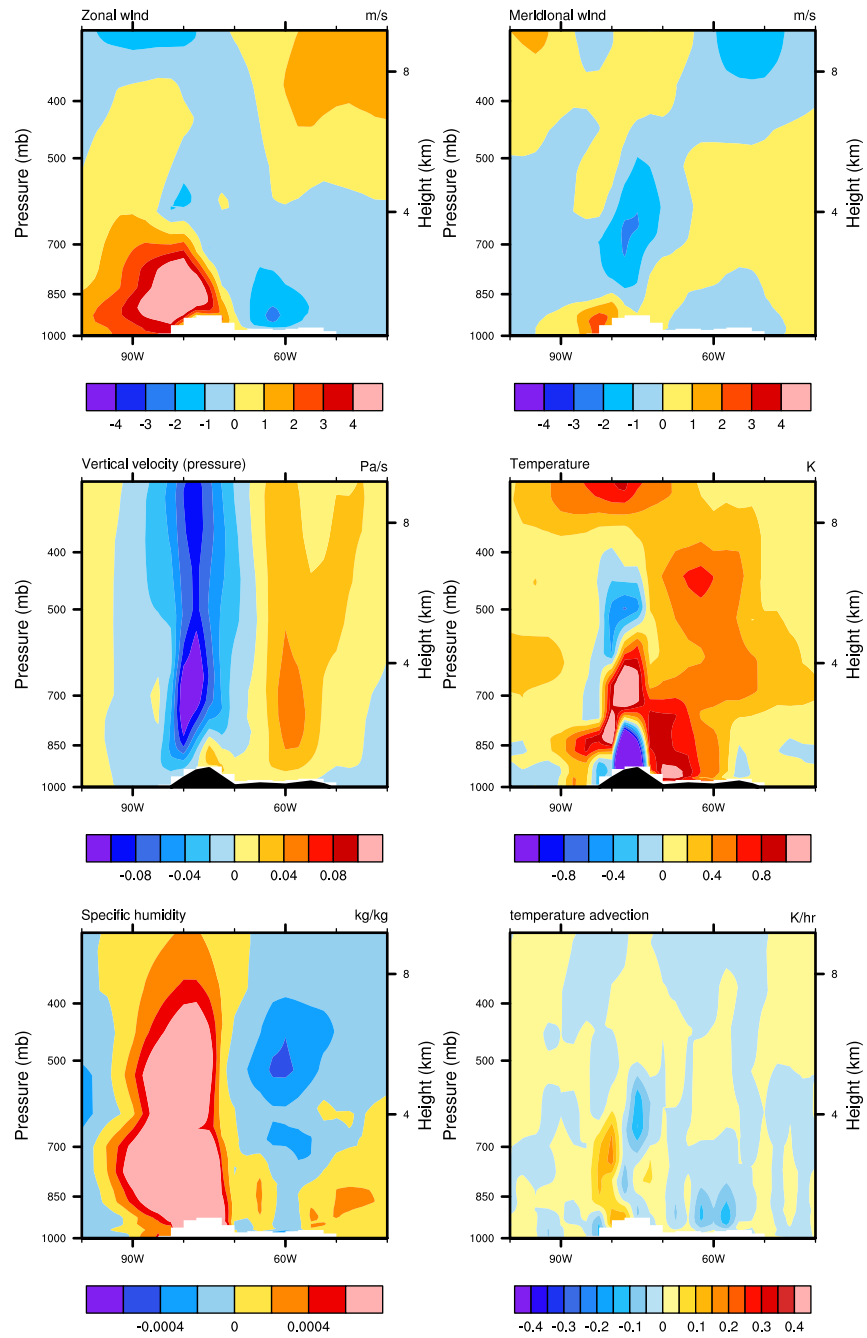 Zonal wind m/s
Pressure (mb)
400
500
700
850
1000
8
4
Height (km)
90W 60W
-4 -3 -2 -1 0 1 2 3 4
Meridional wind m/s
Pressure (mb)
400
500
700
850
1000
8
4
Height (km)
90W 60W
-4 -3 -2 -1 0 1 2 3 4
Vertical velocity (pressure) Pa/s
Pressure (mb)
400
500
700
850
1000
8
4
Height (km)
90W 60W
-0.08 -0.04 0 0.04 0.08
Temperature K
Pressure (mb)
400
500
700
850
1000
8
4
Height (km)
90W 60W
-0.8 -0.4 0 0.4 0.8
Specific humidity kg/kg
Pressure (mb)
400
500
700
850
1000
8
4
Height (km)
90W 60W
-0.0004 0 0.0004
temperature advection K/hr
Pressure (mb)
400
500
700
850
1000
8
4
Height (km)
90W 60W
-0.4 -0.3 -0.2 -0.1 0 0.1 0.2 0.3 0.4